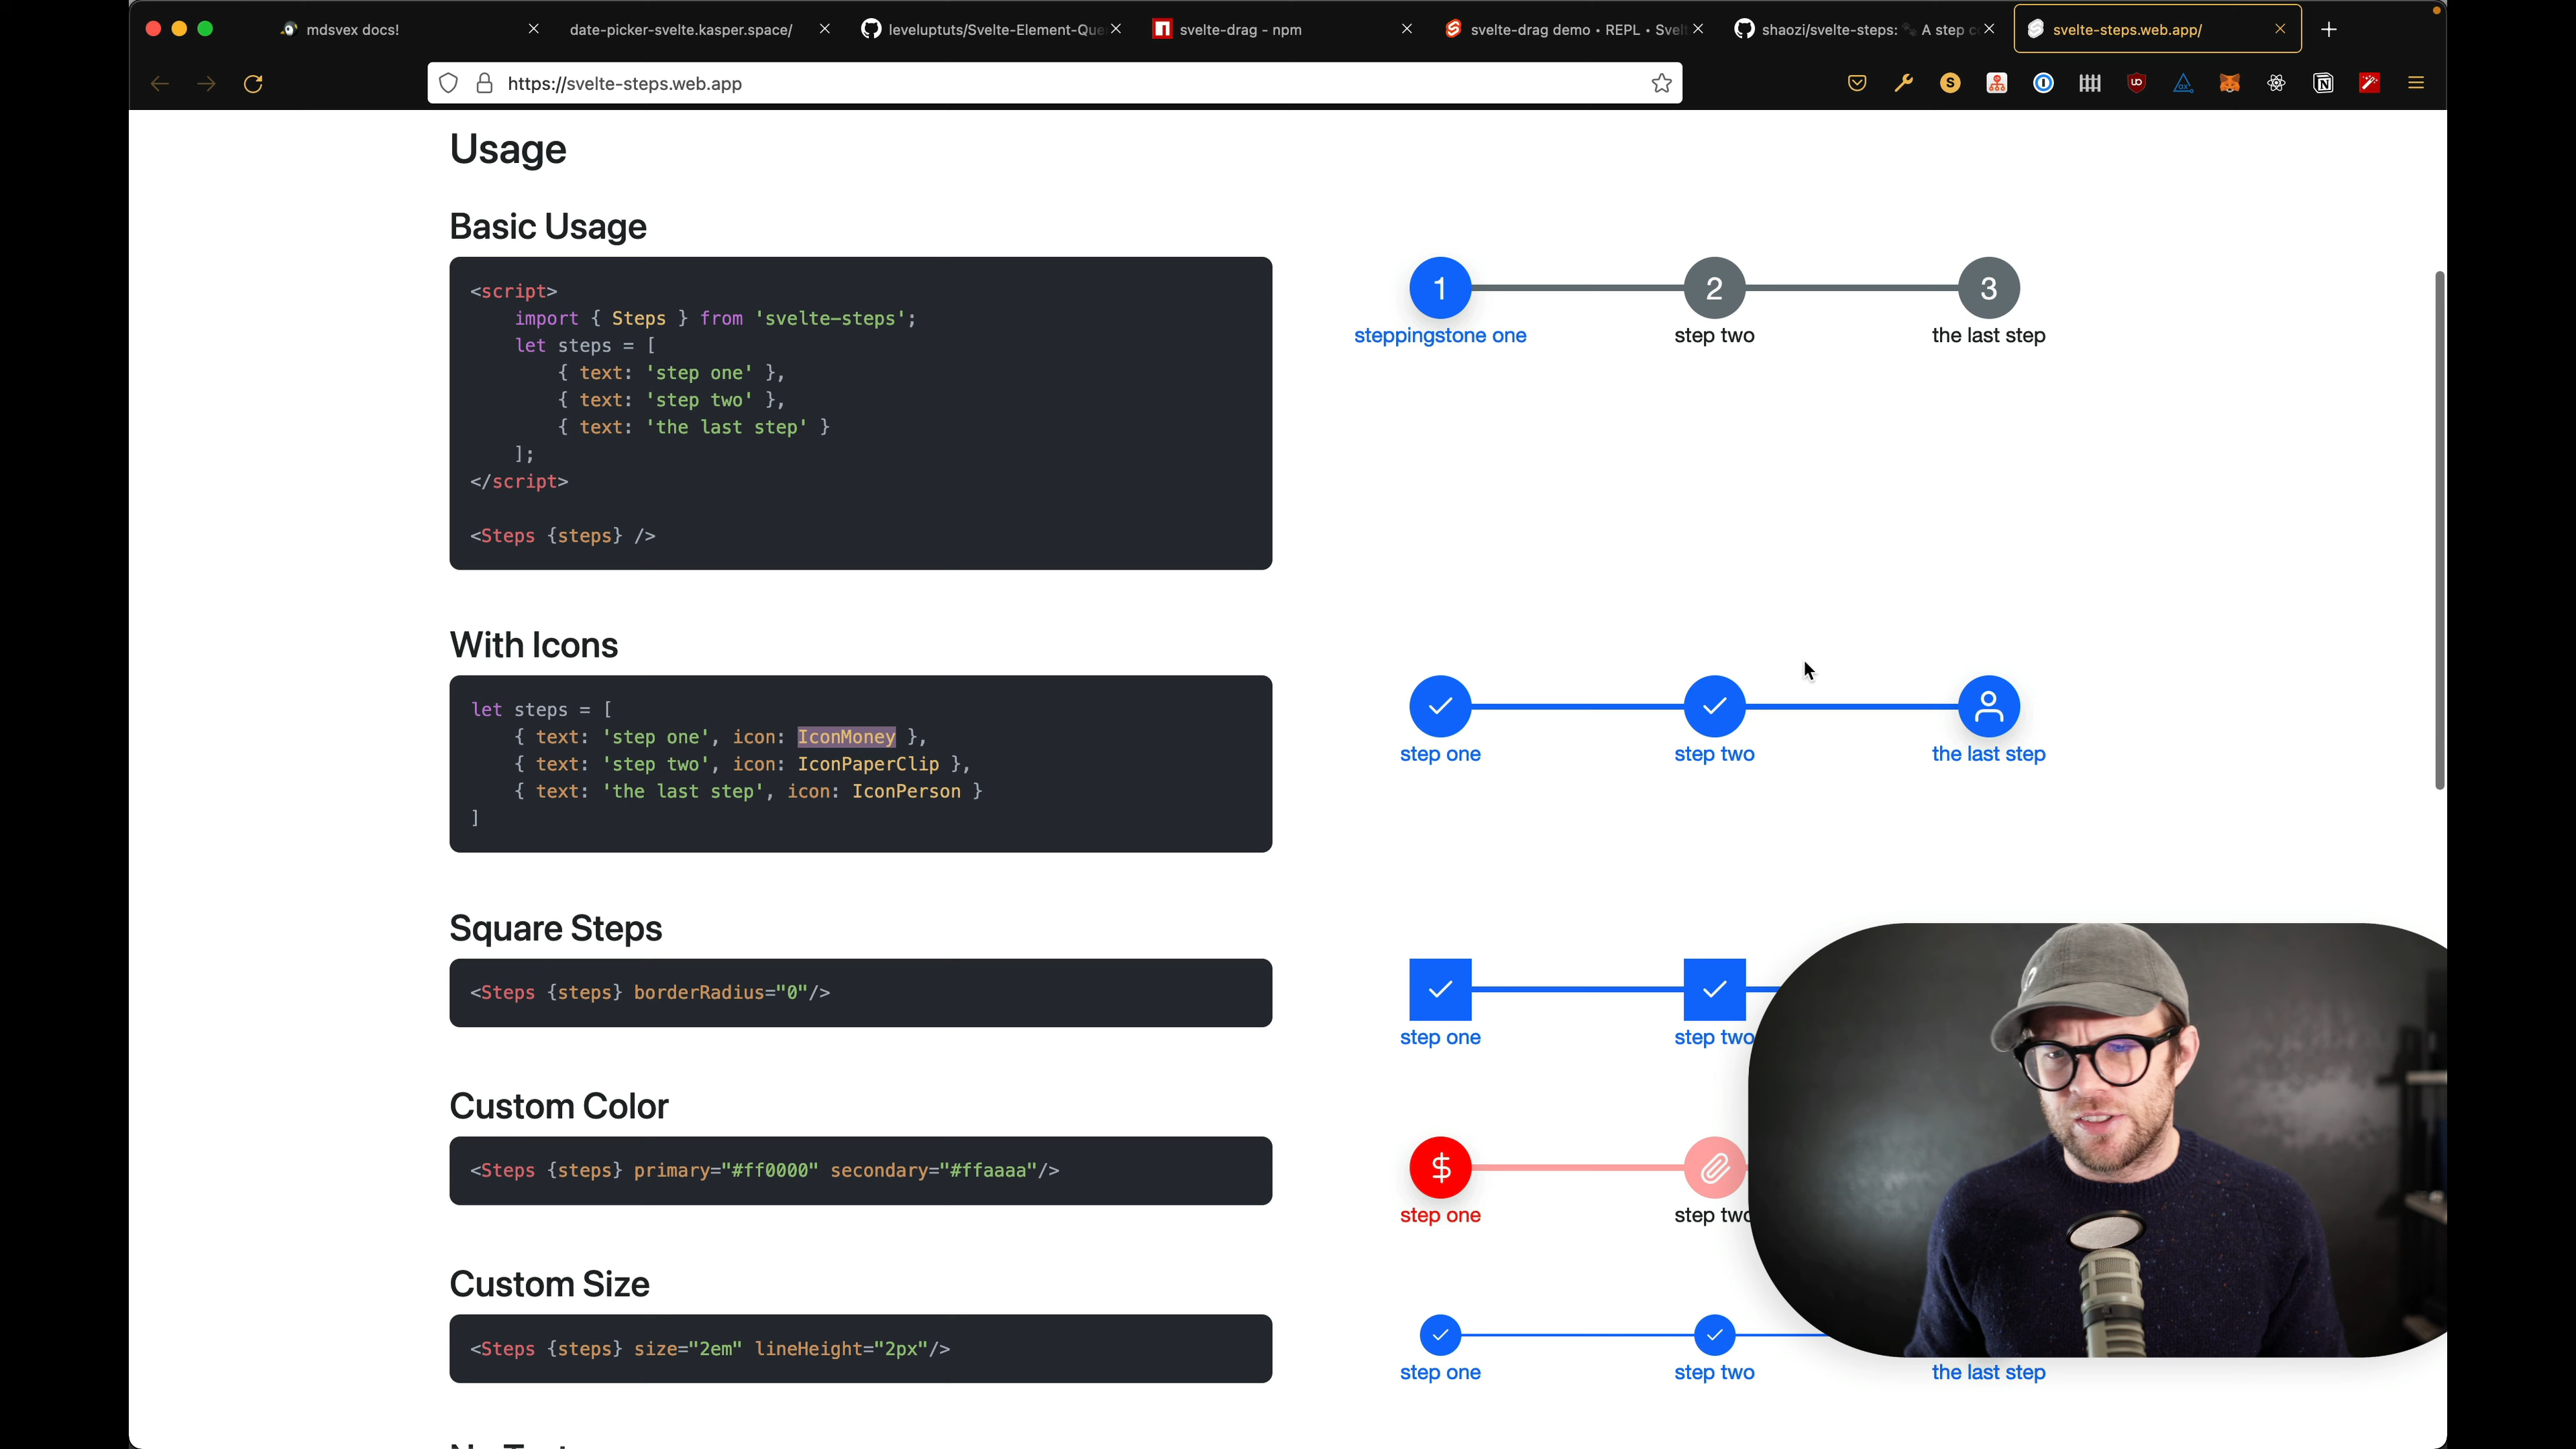 mdsvex docs!
date-picker-svelte.kasper.space/
leveluptuts/Svelte-Element-Que
svelte-drag - npm
svelte-drag demo • REPL • Svelt
shaozi/svelte-steps: A step c
svelte-steps.web.app/
https://svelte-steps.web.app
Usage
Basic Usage
<script>
import { Steps } from 'svelte-steps';
let steps = [
{ text: 'step one' },
{ text: 'step two' },
{ text: 'the last step' }
];
</script>
<Steps {steps} />
1
2
3
steppingstone one
step two
the last step
With Icons
let steps = [
{ text: 'step one', icon: IconMoney },
{ text: 'step two', icon: IconPaperClip },
{ text: 'the last step', icon: IconPerson }
]
step one
step two
the last step
Square Steps
<Steps {steps} borderRadius="0"/>
step one
step two
Custom Color
<Steps {steps} primary="#ff0000" secondary="#ffaaaa"/>
$
step one
step two
Custom Size
<Steps {steps} size="2em" lineHeight="2px"/>
step one
step two
the last step